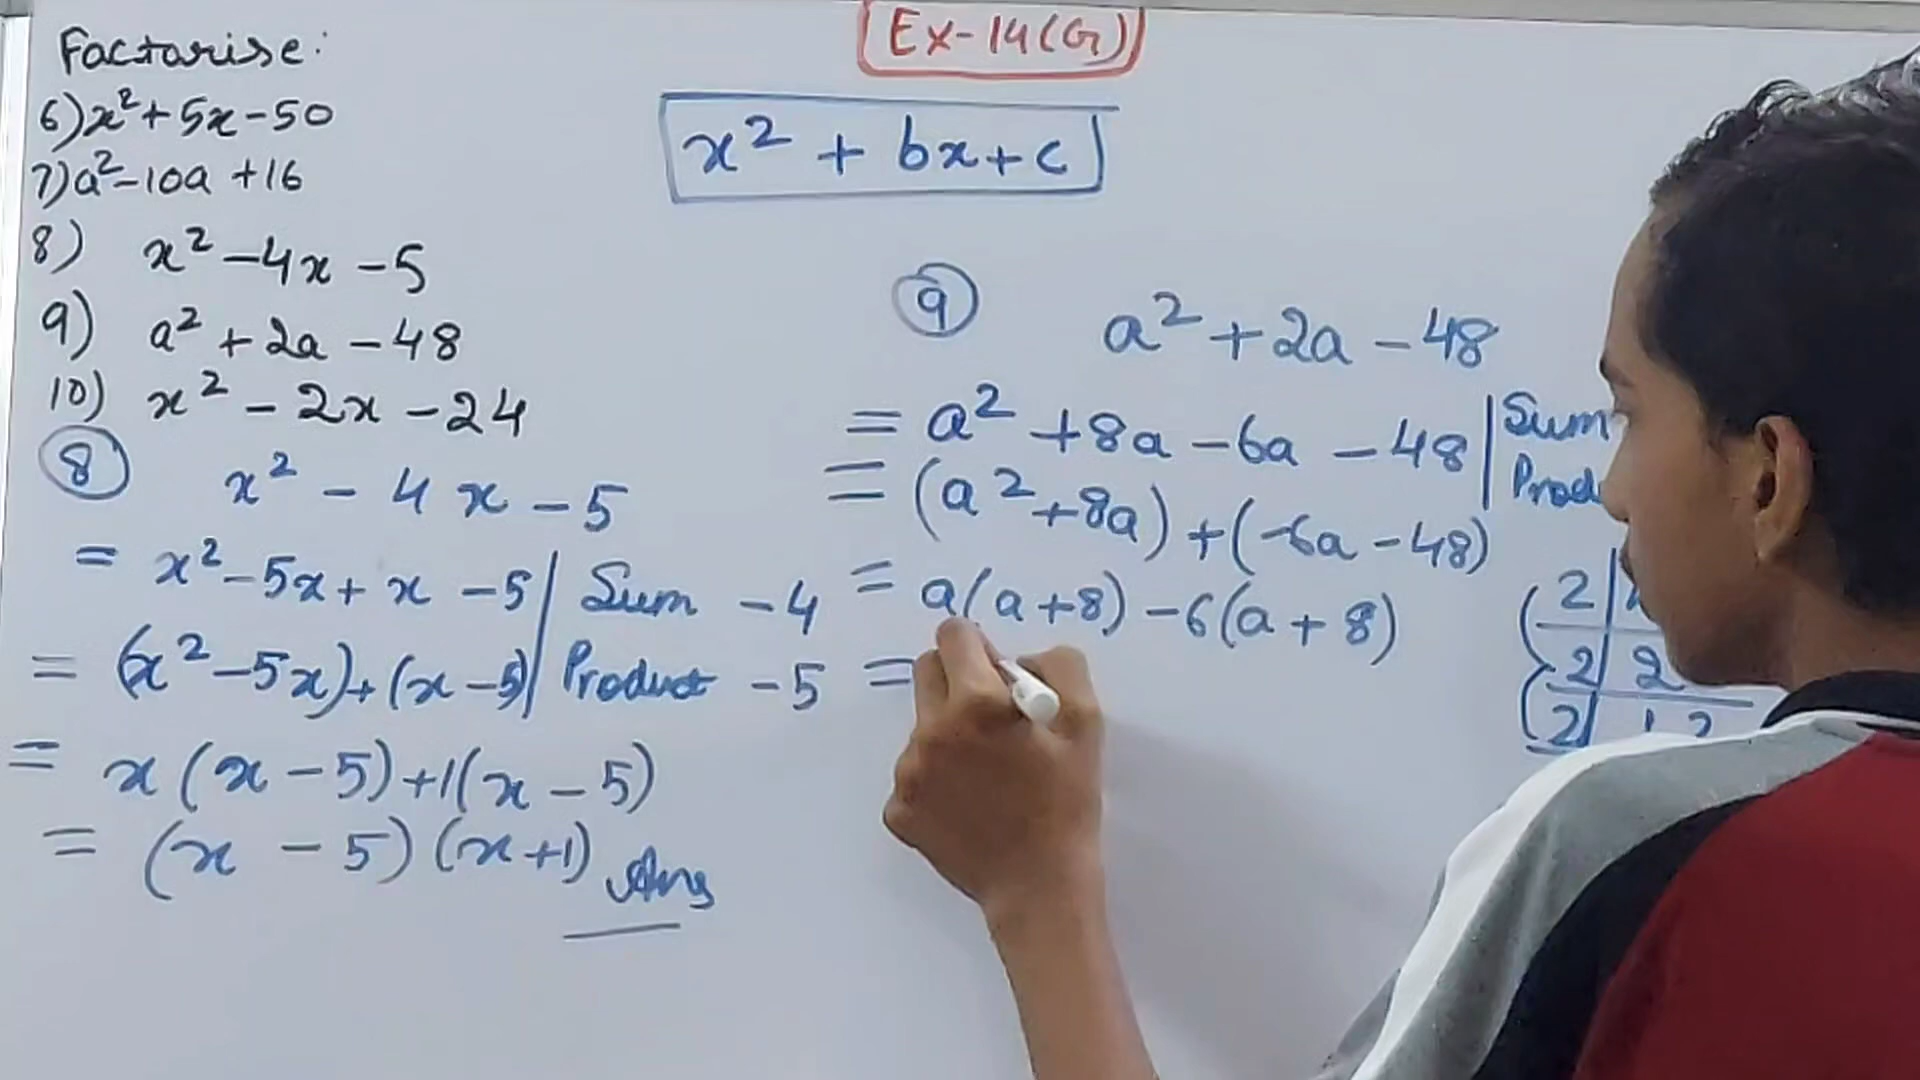 Ex-14(G)
Factorise:
6) x² + 5x - 50
7) a² - 10a + 16
8) x² - 4x - 5
9) a² + 2a - 48
10) x² - 2x - 24
x² + bx + c
8 x² - 4x - 5
= x² - 5x + x - 5 | Sum -4
= (x² - 5x) + (x - 5) | Product -5
= x(x - 5) + 1(x - 5)
= (x - 5)(x + 1) Ans
9 a² + 2a - 48
= a² + 8a - 6a - 48 | Sum
= (a² + 8a) + (-6a - 48)
= a(a + 8) - 6(a + 8)
=
2
2 2
2 12